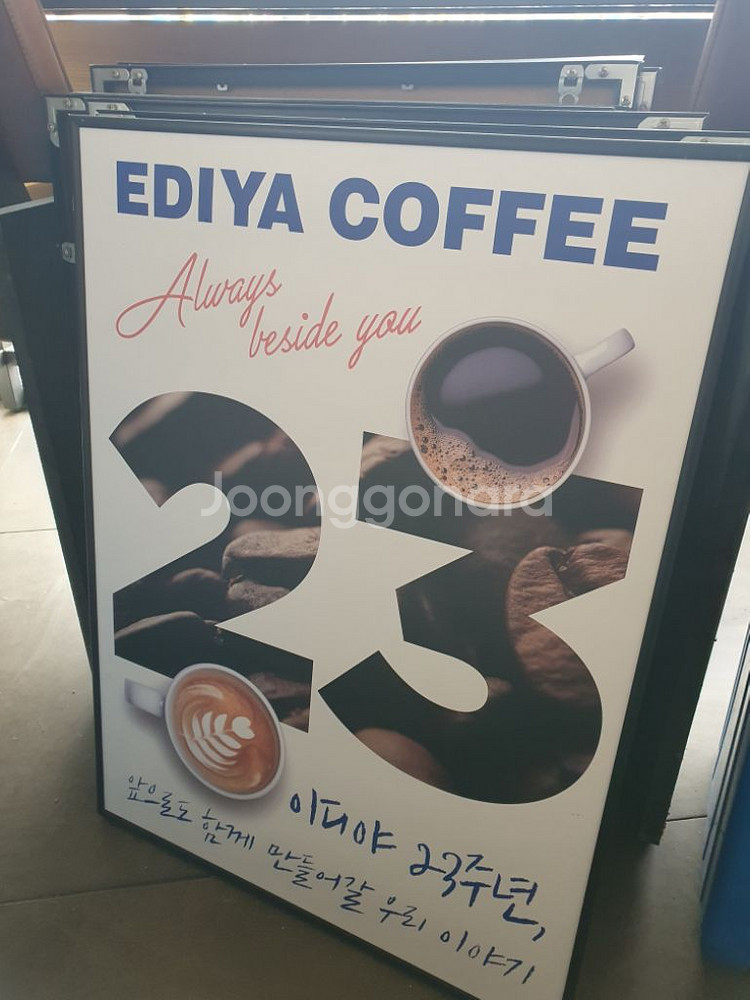 EDIYA COFFEE
Always
beside you
23
Joonggonara
이디야 23주년,
앞으로도 함께 만들어갈 우리 이야기